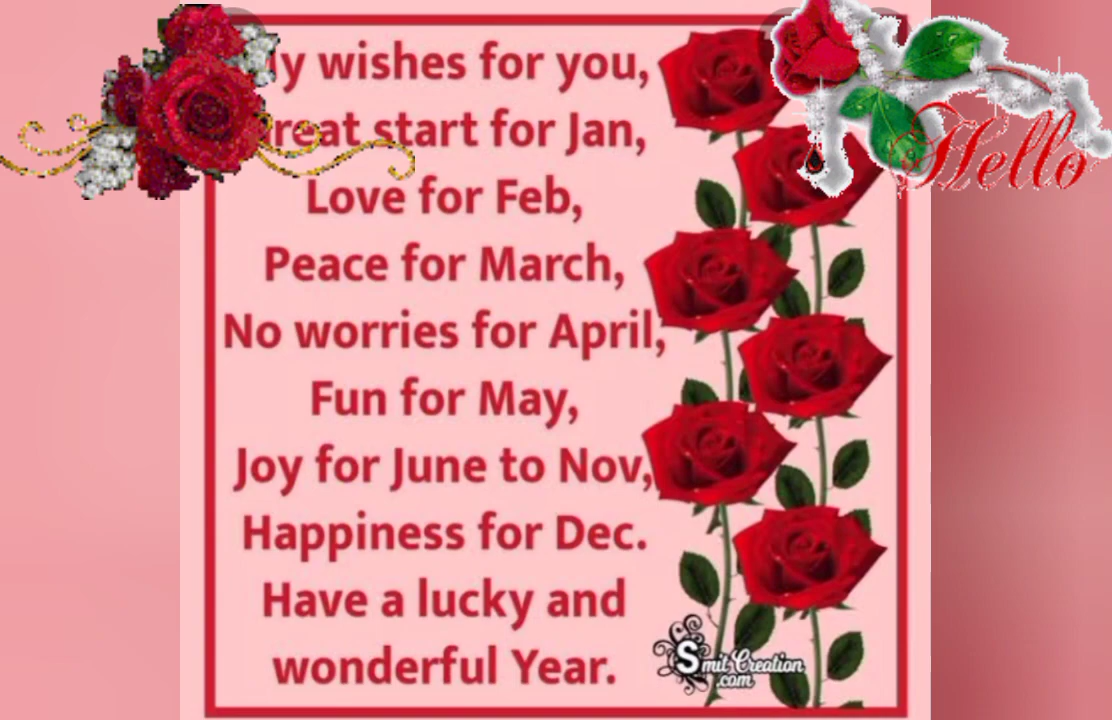 y wishes for you,
reat start for Jan,
Love for Feb,
Peace for March,
No worries for April,
Fun for May,
Joy for June to Nov,
Happiness for Dec.
Have a lucky and
wonderful Year.
Hello
SmitCreation
.com